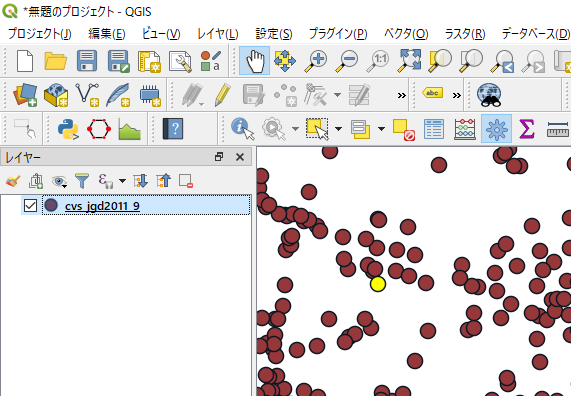 *無題のプロジェクト - QGIS
プロジェクト(J) 編集(E) ビュー(V) レイヤ(L) 設定(S) プラグイン(P) ベクタ(O) ラスタ(R) データベース(D)
1:1
abc
レイヤー
cvs_jgd2011_9